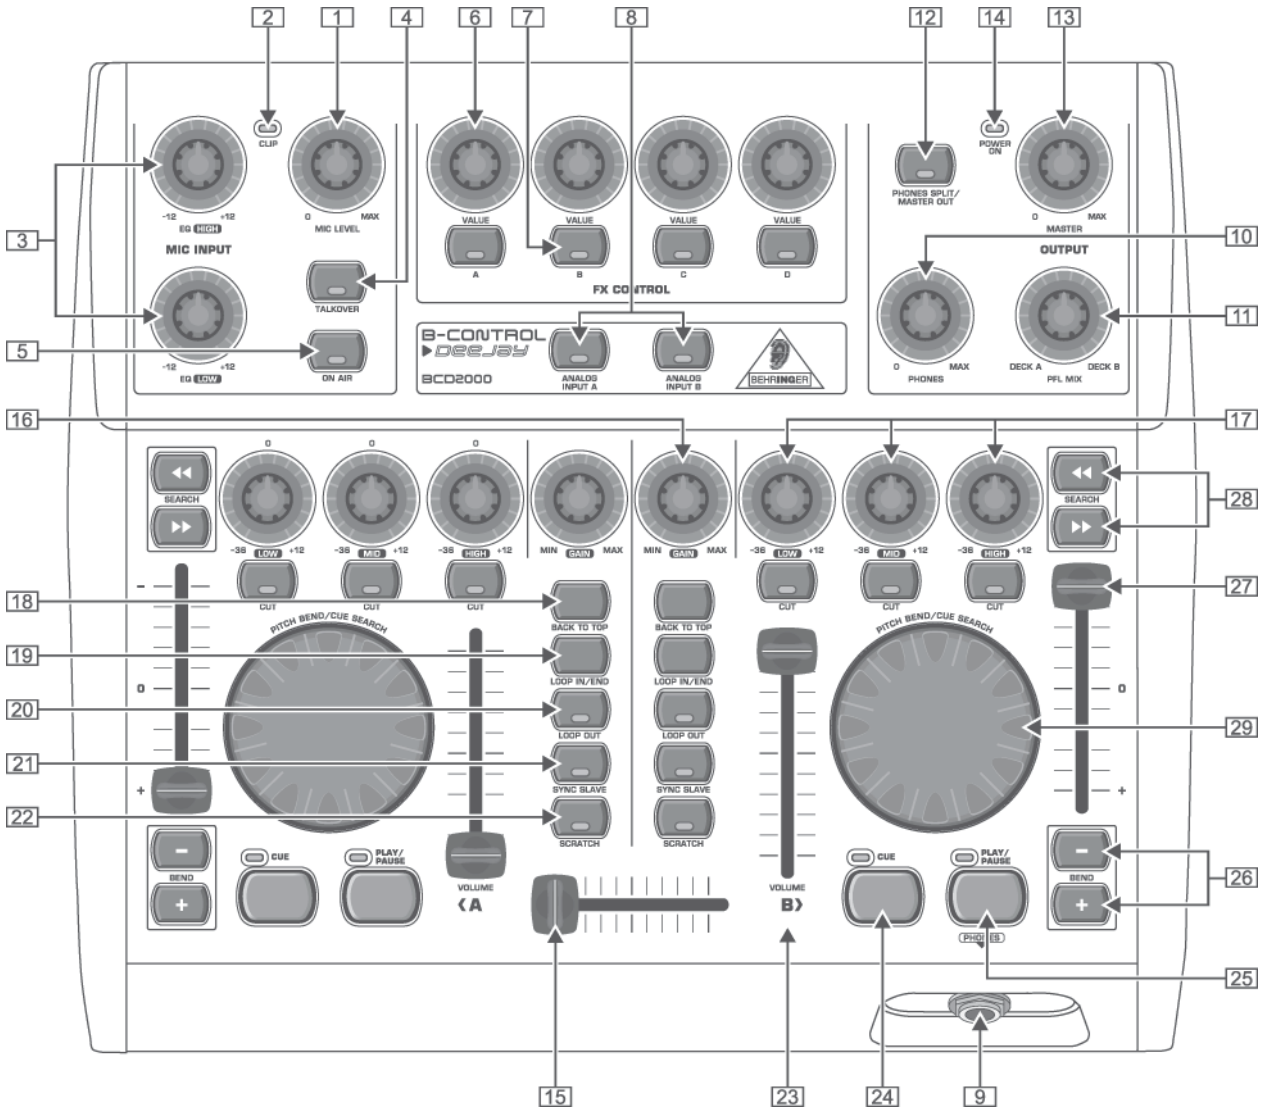 2 1 4 6 7 8 12 14 13
CLIP
POWER ON
PHONES SPLIT/
MASTER OUT
-12 +12
EQ HIGH
0 MAX
MIC LEVEL
VALUE VALUE VALUE VALUE
0 MAX
MASTER
3
MIC INPUT
7
A B C D
FX CONTROL
OUTPUT
10
4
TALKOVER
11
5
ON AIR
-12 +12
EQ LOW
B-CONTROL
DEEJAY
BCD2000
ANALOG INPUT A
ANALOG INPUT B
BEHRINGER
0 MAX
PHONES
DECK A DECK B
PFL MIX
16
17
0 0 0
SEARCH
SEARCH
28
-36 LOW +12
-36 MID +12
-36 HIGH +12
MIN GAIN MAX
MIN GAIN MAX
-36 LOW +12
-36 MID +12
-36 HIGH +12
CUT CUT CUT
CUT CUT CUT
27
18
PITCH BEND/CUE SEARCH
BACK TO TOP
BACK TO TOP
PITCH BEND/CUE SEARCH
19
LOOP IN/END
LOOP IN/END
- 0 +
0 +
20
LOOP OUT
LOOP OUT
29
21
SYNC SLAVE
SYNC SLAVE
22
SCRATCH
SCRATCH
-
BEND
+
CUE
PLAY/
PAUSE
VOLUME
A
VOLUME
B
CUE
PLAY/
PAUSE
-
BEND
+
26
PHONES
25
15 23 24 9